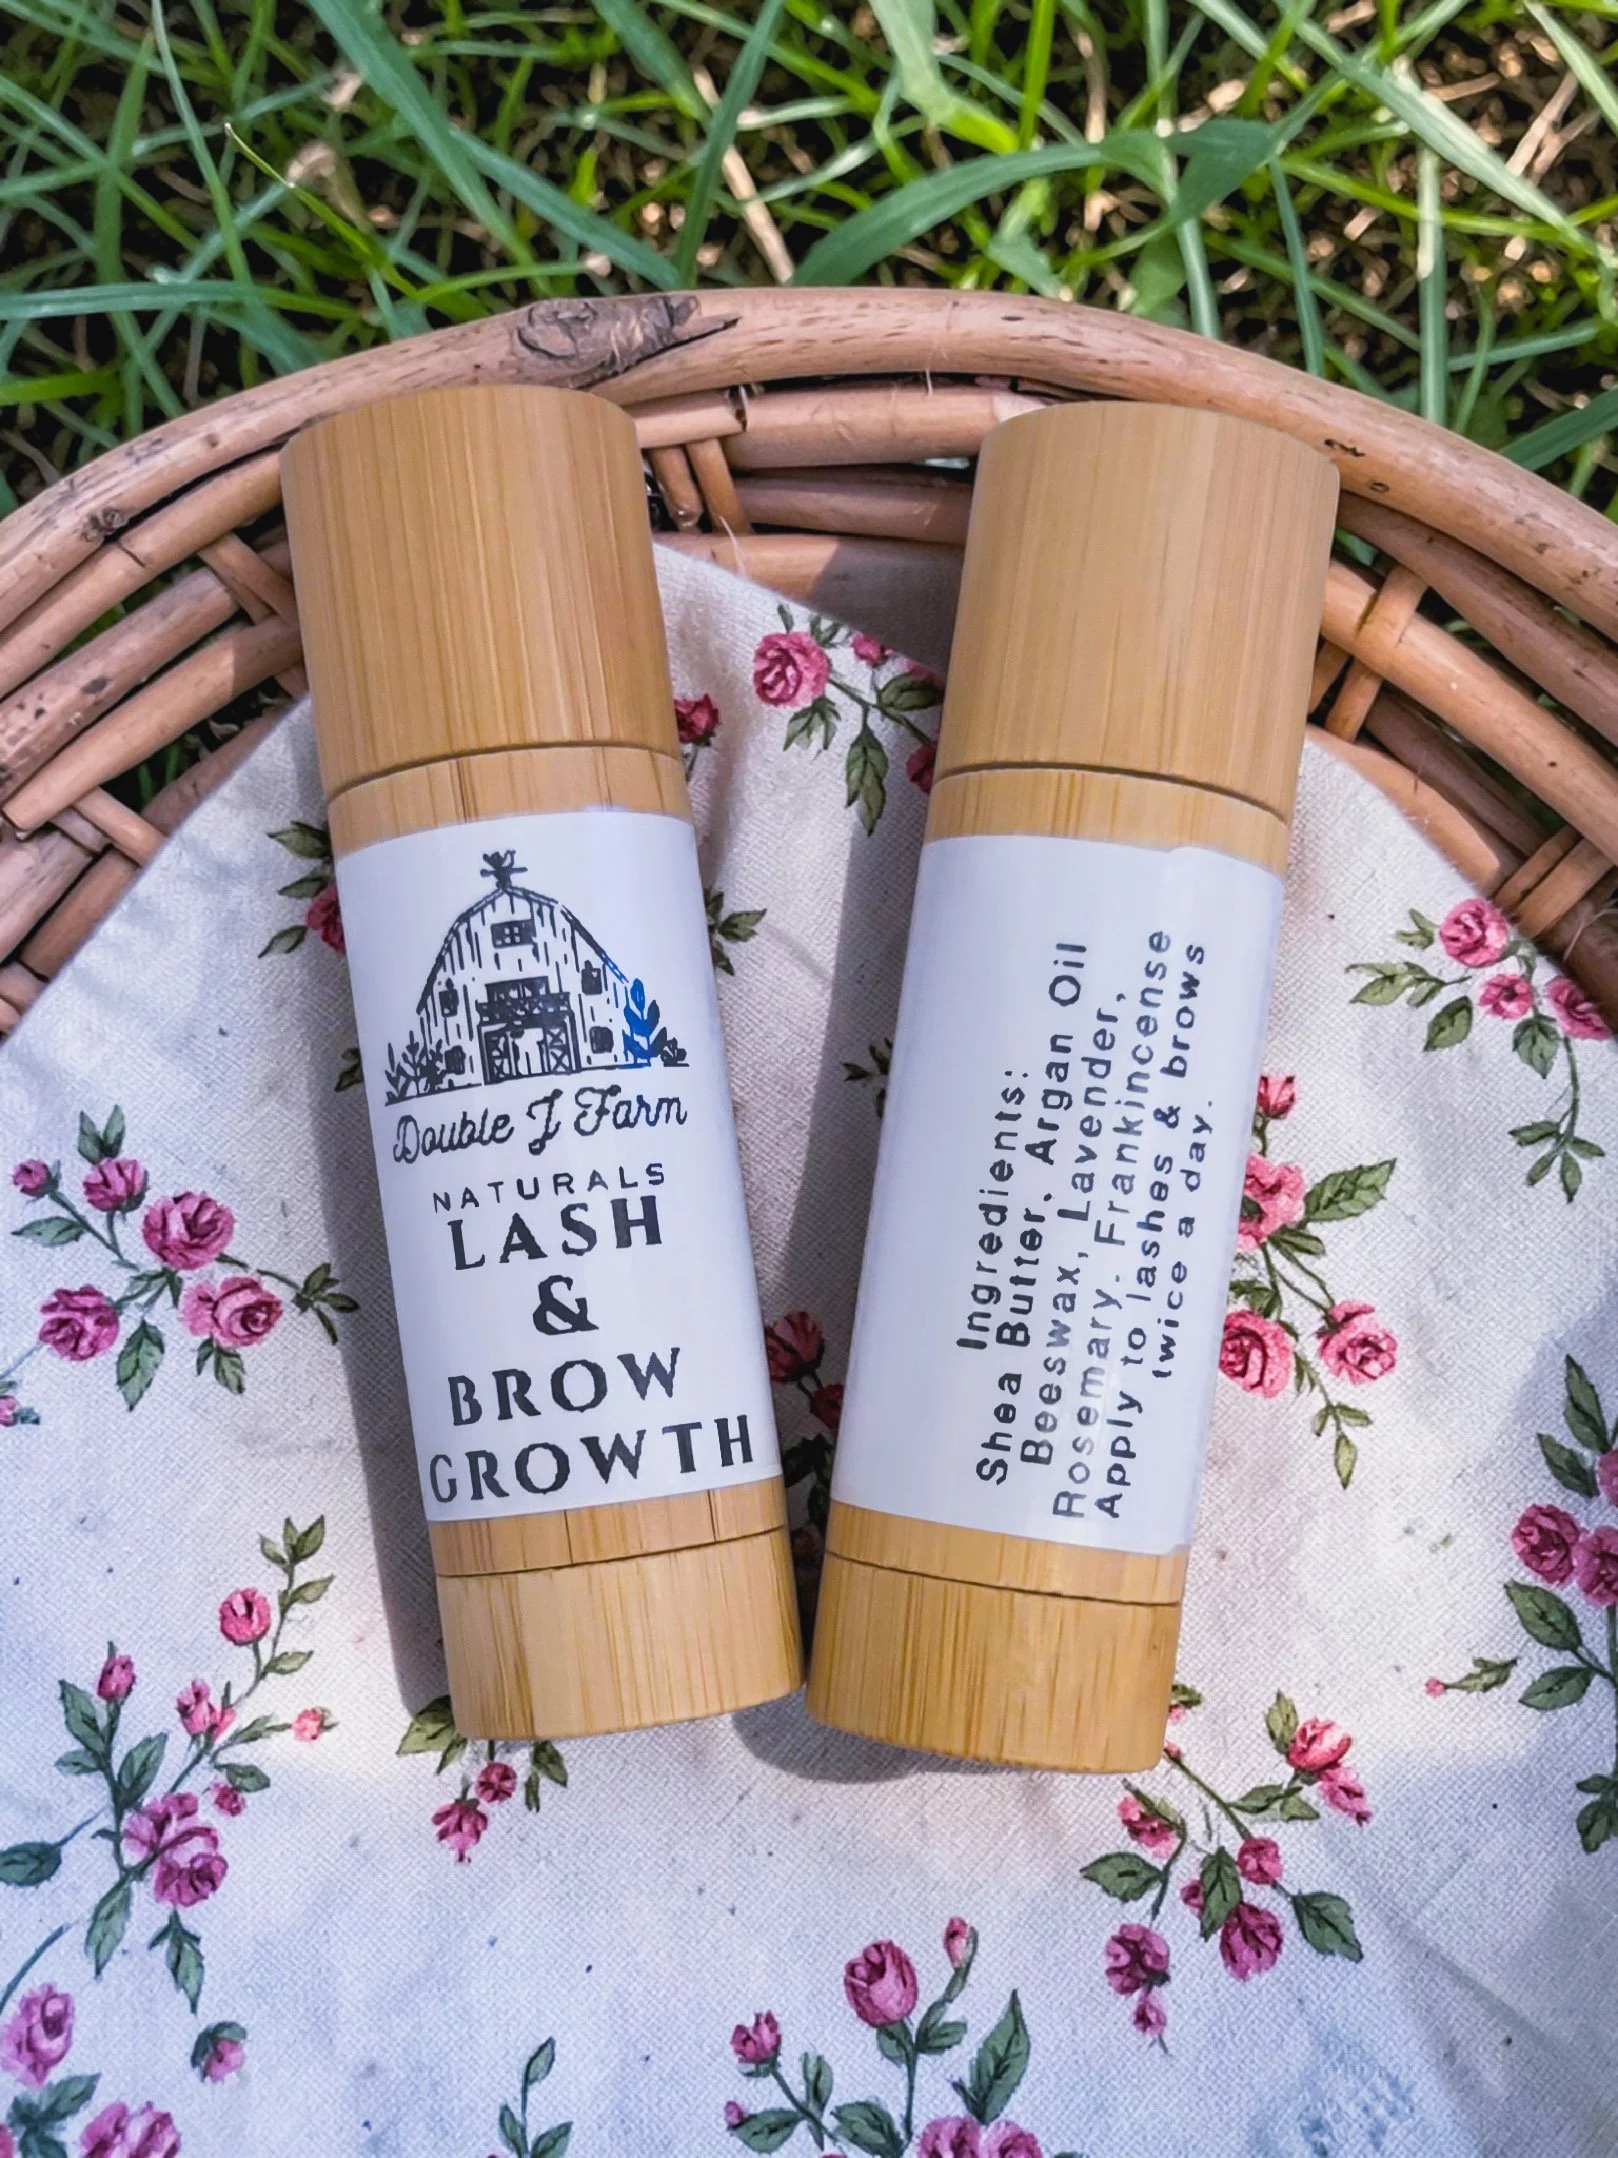 Double J Farm
NATURALS
LASH
&
BROW
GROWTH
Ingredients:
Shea Butter, Argan Oil
Beeswax, Lavender,
Rosemary, Frankincense
Apply to lashes & brows
twice a day.